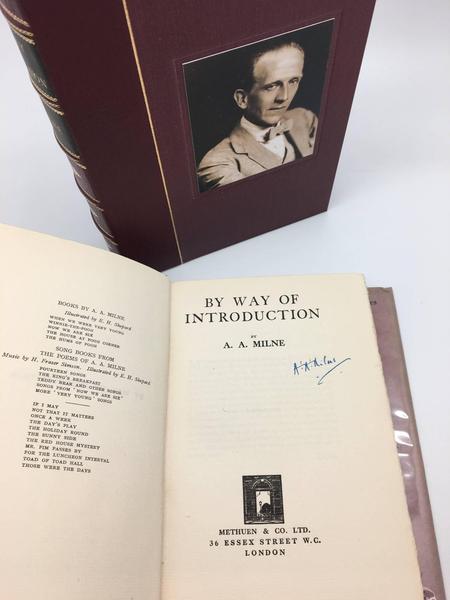 BOOKS BY A. A. MILNE
Illustrated by E. H. Shepard
WHEN WE WERE VERY YOUNG
WINNIE-THE-POOH
NOW WE ARE SIX
THE HOUSE AT POOH CORNER
THE HUMS OF POOH
SONG BOOKS FROM
THE POEMS OF A. A. MILNE
Music by H. Fraser-Simson. Illustrated by E. H. Shepard
FOURTEEN SONGS
THE KING'S BREAKFAST
TEDDY BEAR AND OTHER SONGS
SONGS FROM "NOW WE ARE SIX"
MORE "VERY YOUNG" SONGS
IF I MAY
NOT THAT IT MATTERS
ONCE A WEEK
THE DAY'S PLAY
THE HOLIDAY ROUND
THE SUNNY SIDE
THE RED HOUSE MYSTERY
MR. PIM PASSES BY
FOR THE LUNCHEON INTERVAL
TOAD OF TOAD HALL
THOSE WERE THE DAYS
BY WAY OF
INTRODUCTION
BY
A. A. MILNE
A. A. Milne
METHUEN & CO. LTD.
36 ESSEX STREET W.C.
LONDON